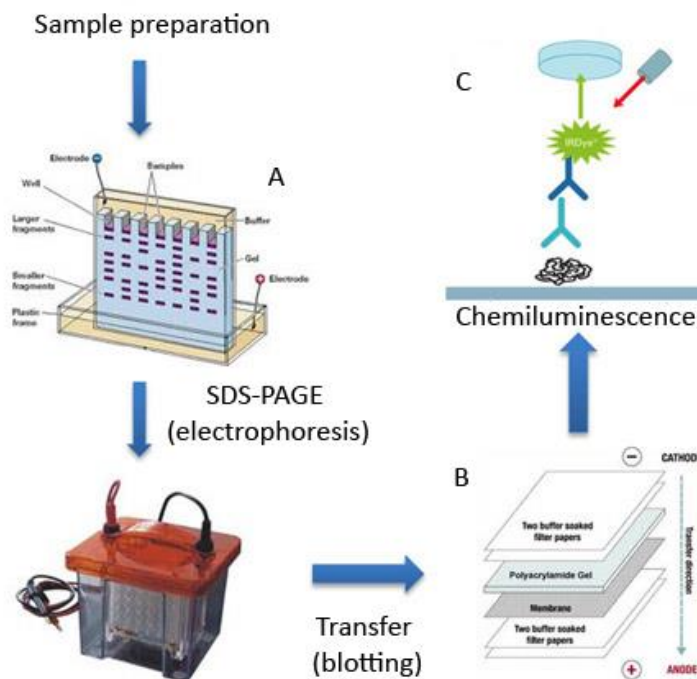 Sample preparation
A
Electrode
−
Samples
Well
Buffer
Larger
fragments
Gel
Smaller
fragments
+
Electrode
Plastic
frame
SDS-PAGE
(electrophoresis)
Transfer
(blotting)
B
− CATHOD
Two buffer soaked
filter papers
Polyacrylamide Gel
Membrane
Two buffer soaked
filter papers
Transfer direction
+ ANODE
C
IRDye
Chemiluminescence